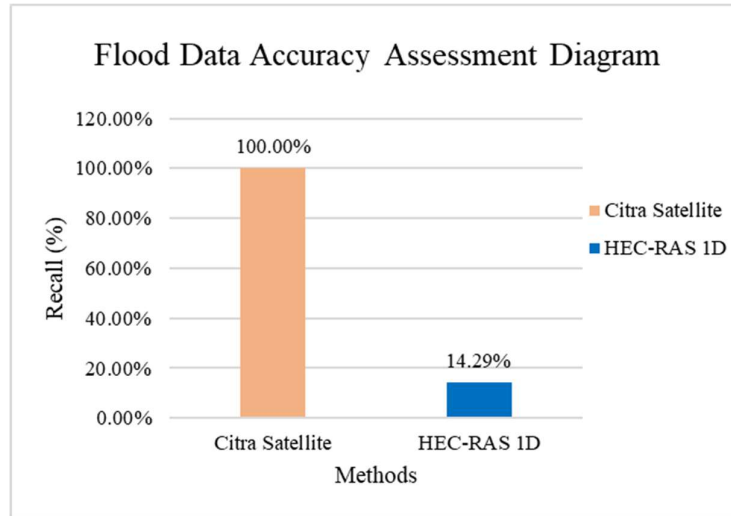 Flood Data Accuracy Assessment Diagram
120.00%
100.00%
80.00%
60.00%
40.00%
20.00%
0.00%
Recall (%)
100.00%
14.29%
Citra Satellite
HEC-RAS 1D
Methods
Citra Satellite
HEC-RAS 1D